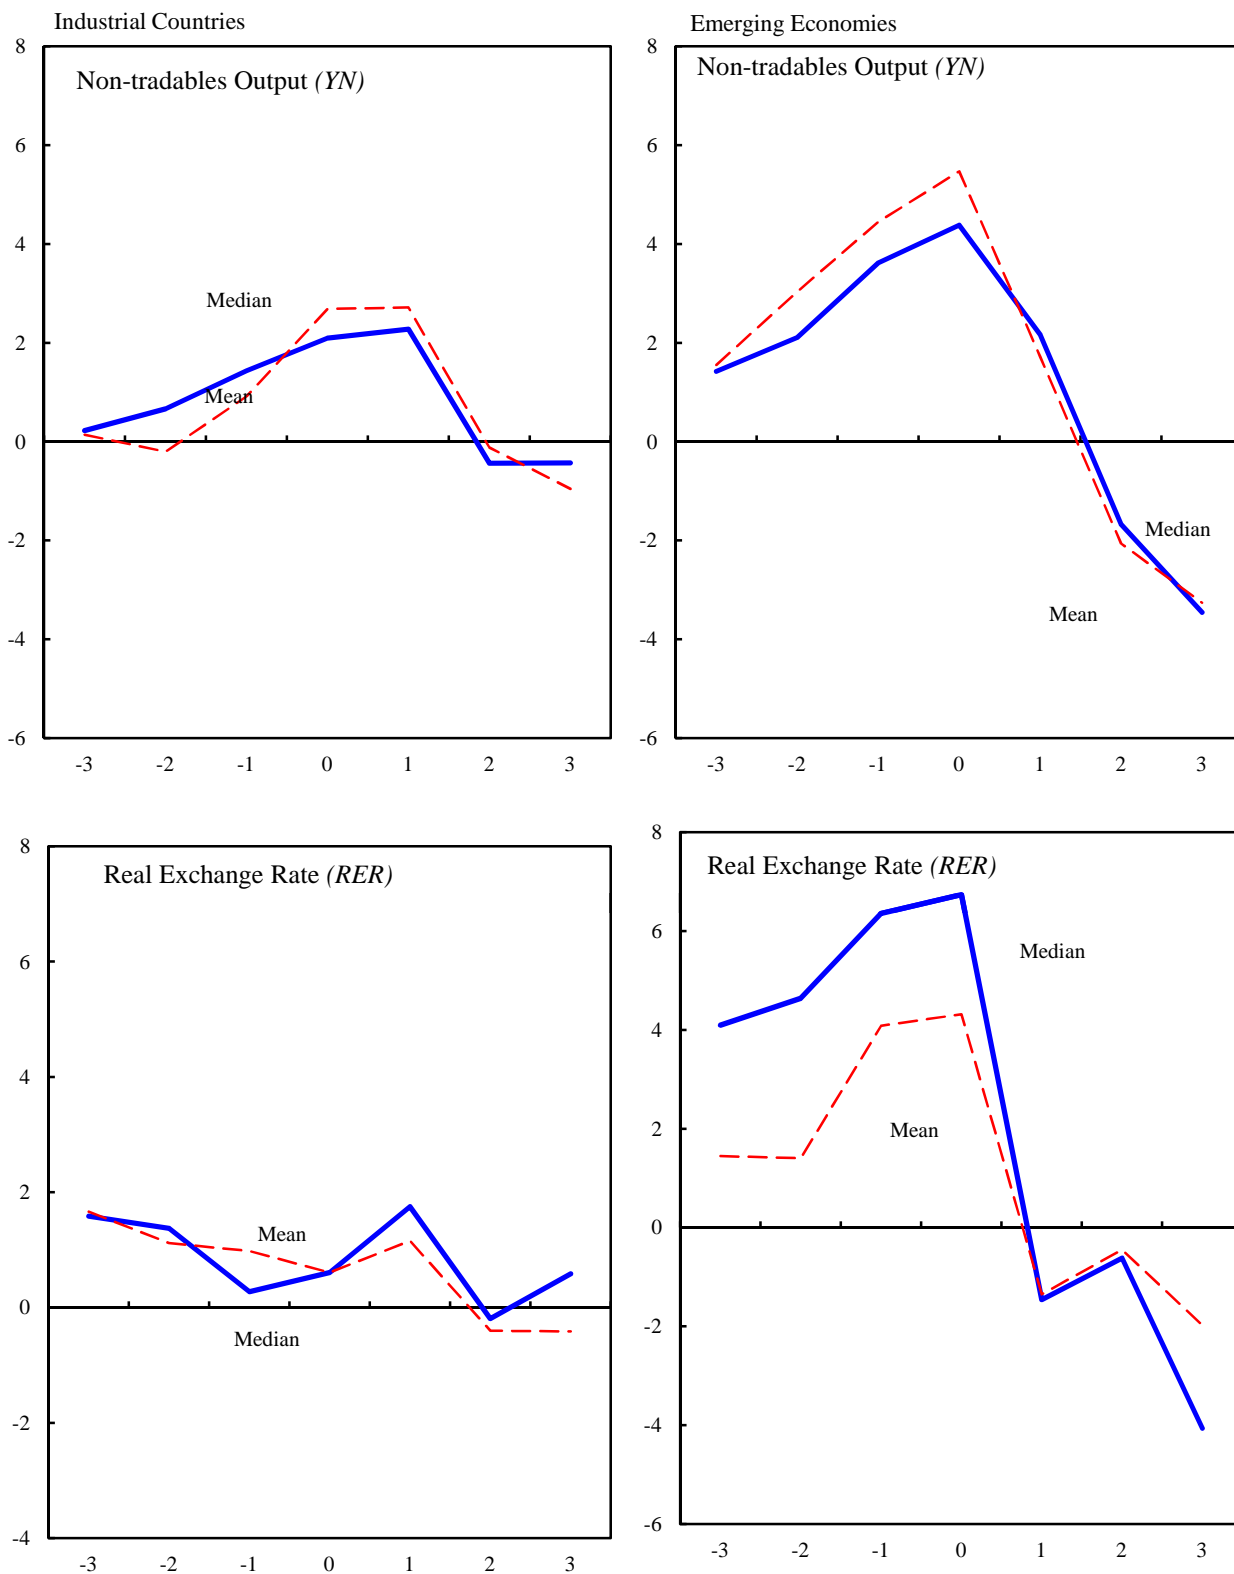 Industrial Countries
Emerging Economies
8
Non-tradables Output (YN)
6
4
Median
2
Mean
0
-2
-4
-6
-3 -2 -1 0 1 2 3
8
Non-tradables Output (YN)
6
4
2
0
Median
-2
Mean
-4
-6
-3 -2 -1 0 1 2 3
8
Real Exchange Rate (RER)
6
4
2
Mean
0
Median
-2
-4
-3 -2 -1 0 1 2 3
8
Real Exchange Rate (RER)
6
Median
4
2
Mean
0
-2
-4
-6
-3 -2 -1 0 1 2 3